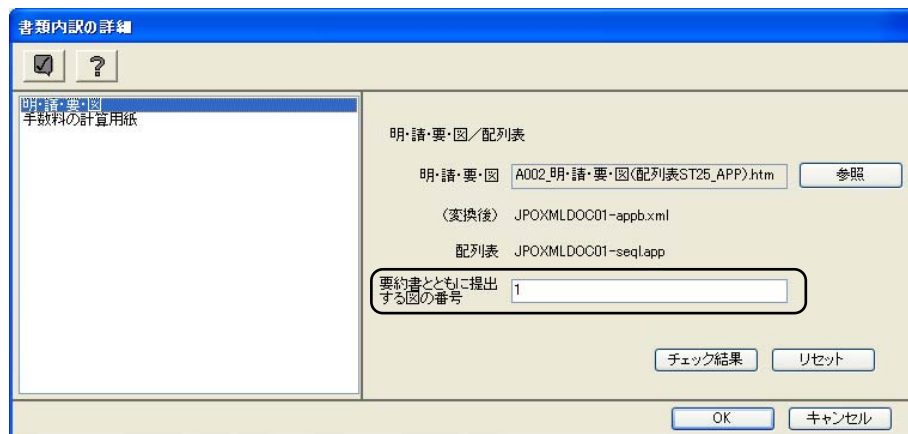 書類内訳の詳細
?
明・請・要・図
手数料の計算用紙
明・請・要・図／配列表
明・請・要・図 A002_明・請・要・図(配列表ST25_APP).htm 参照
(変換後) JPOXMLDOC01-appb.xml
配列表 JPOXMLDOC01-seql.app
要約書とともに提出
する図の番号 1
チェック結果 リセット
OK キャンセル